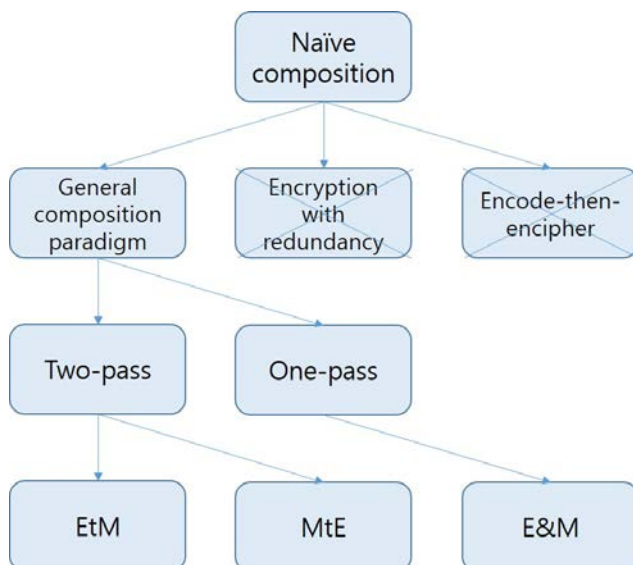 Naïve
composition
General
composition
paradigm
Encryption
with
redundancy
Encode-then-
encipher
Two-pass
One-pass
EtM
MtE
E&M